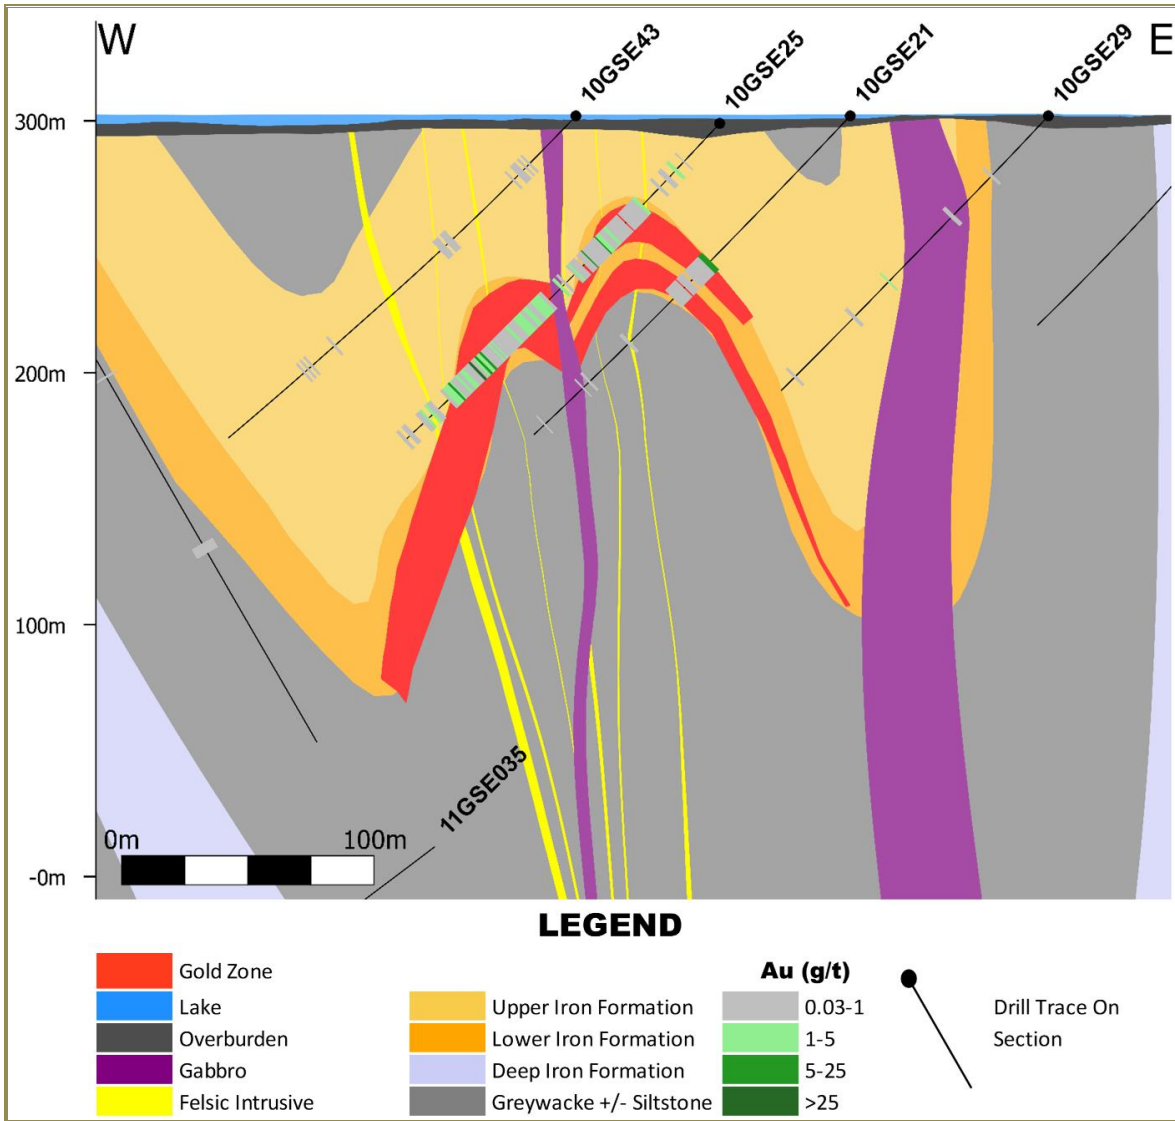 W
E
10GSE43
10GSE25
10GSE21
10GSE29
300m
200m
100m
-0m
11GSE035
0m
100m
LEGEND
Gold Zone
Lake
Overburden
Gabbro
Felsic Intrusive
Upper Iron Formation
Lower Iron Formation
Deep Iron Formation
Greywacke +/- Siltstone
Au (g/t)
0.03-1
1-5
5-25
>25
Drill Trace On
Section